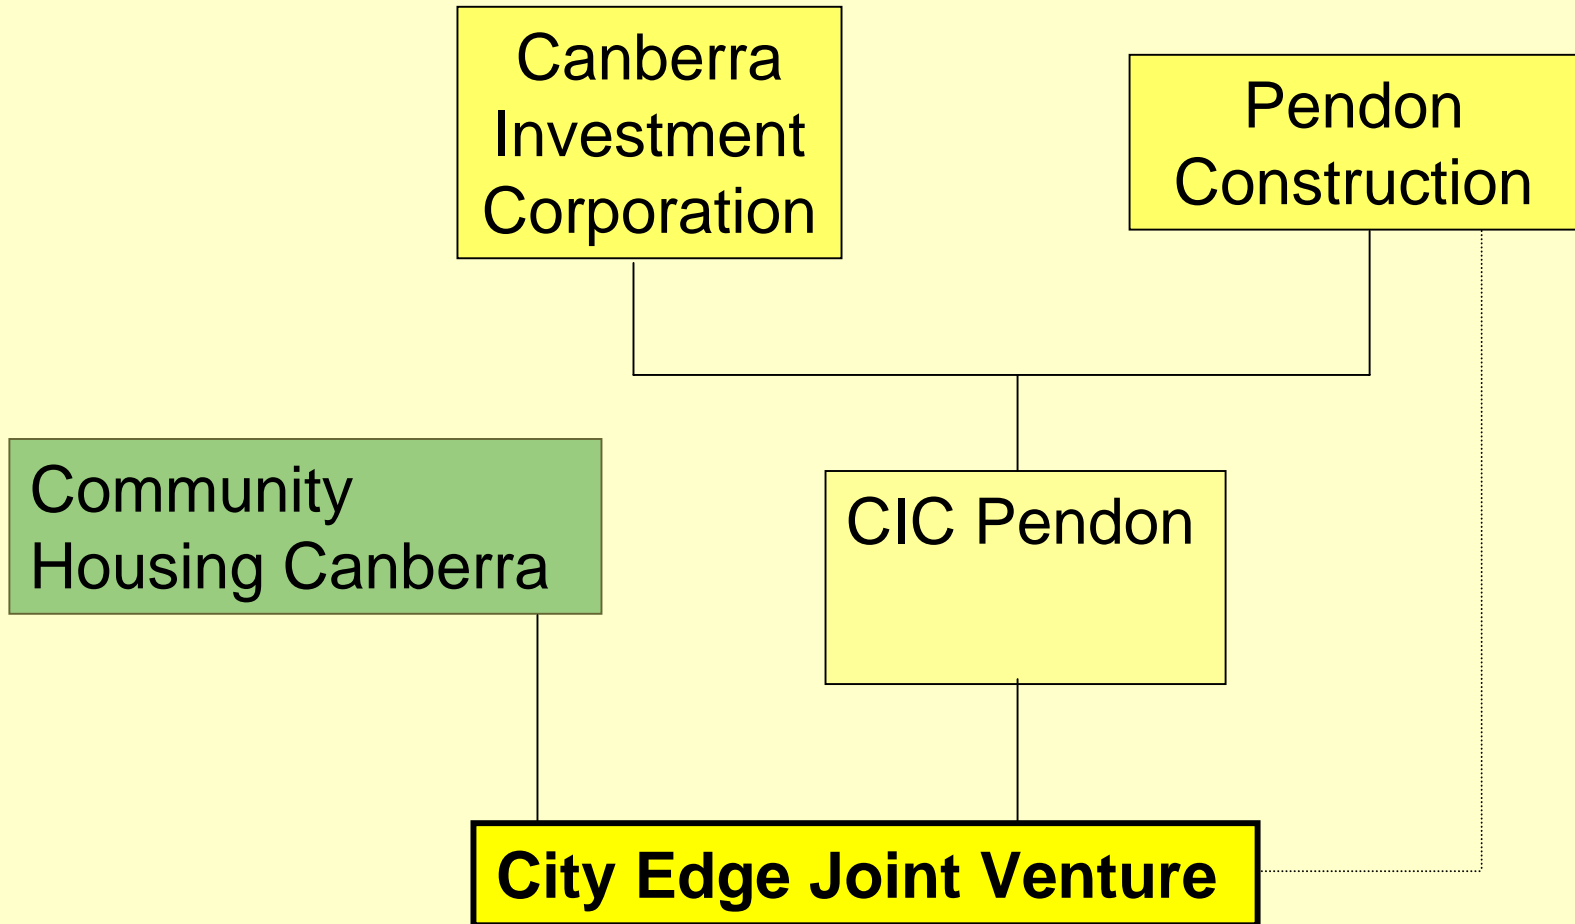 Canberra
Investment
Corporation
Pendon
Construction
Community
Housing Canberra
CIC Pendon
City Edge Joint Venture